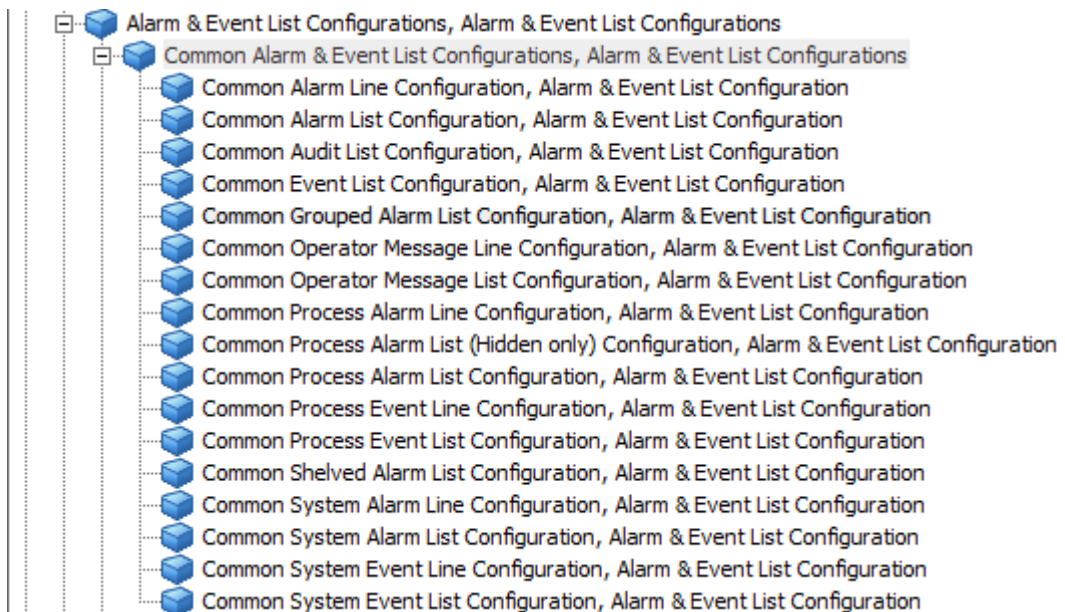 Alarm & Event List Configurations, Alarm & Event List Configurations
Common Alarm & Event List Configurations, Alarm & Event List Configurations
Common Alarm Line Configuration, Alarm & Event List Configuration
Common Alarm List Configuration, Alarm & Event List Configuration
Common Audit List Configuration, Alarm & Event List Configuration
Common Event List Configuration, Alarm & Event List Configuration
Common Grouped Alarm List Configuration, Alarm & Event List Configuration
Common Operator Message Line Configuration, Alarm & Event List Configuration
Common Operator Message List Configuration, Alarm & Event List Configuration
Common Process Alarm Line Configuration, Alarm & Event List Configuration
Common Process Alarm List (Hidden only) Configuration, Alarm & Event List Configuration
Common Process Alarm List Configuration, Alarm & Event List Configuration
Common Process Event Line Configuration, Alarm & Event List Configuration
Common Process Event List Configuration, Alarm & Event List Configuration
Common Shelved Alarm List Configuration, Alarm & Event List Configuration
Common System Alarm Line Configuration, Alarm & Event List Configuration
Common System Alarm List Configuration, Alarm & Event List Configuration
Common System Event Line Configuration, Alarm & Event List Configuration
Common System Event List Configuration, Alarm & Event List Configuration